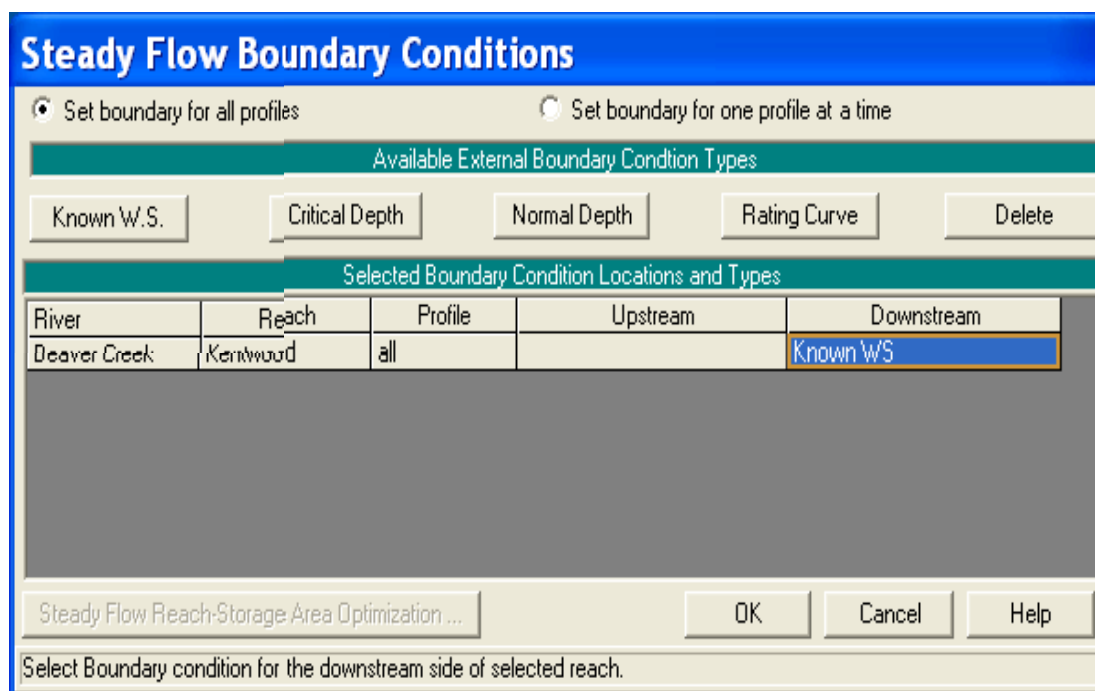 Steady Flow Boundary Conditions
Set boundary for all profiles Set boundary for one profile at a time
Available External Boundary Condtion Types
Known W.S. Critical Depth Normal Depth Rating Curve Delete
Selected Boundary Condition Locations and Types
River Reach Profile Upstream Downstream
Beaver Creek Kentwood all Known WS
Steady Flow Reach-Storage Area Optimization ... OK Cancel Help
Select Boundary condition for the downstream side of selected reach.